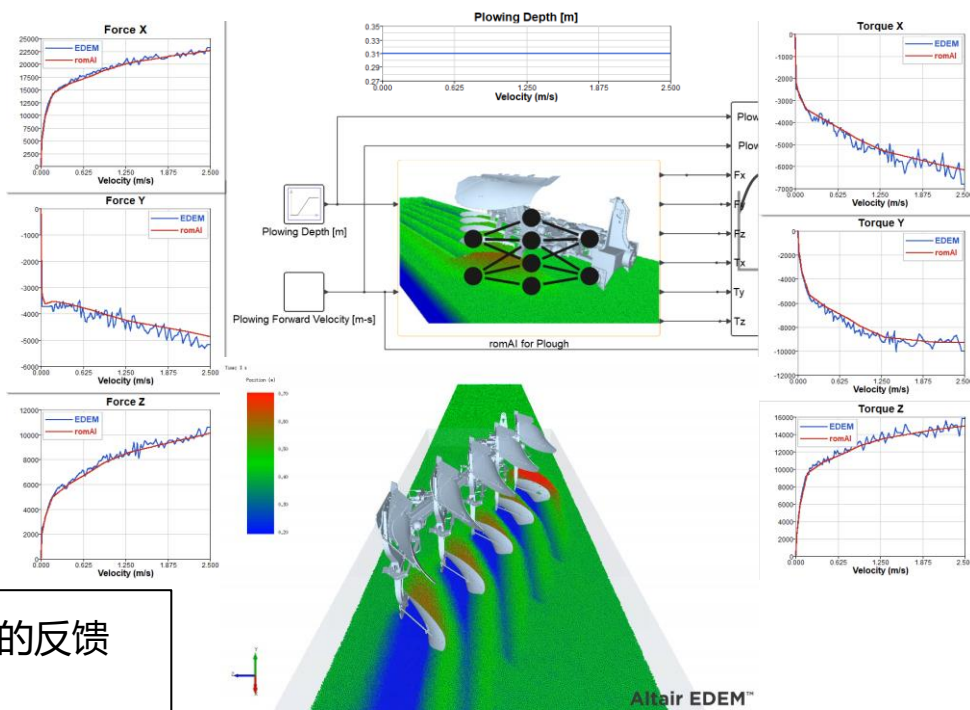 Force X
25000
22500
20000
17500
15000
12500
10000
7500
5000
2500
0
EDEM
romAI
0.000 0.625 1.250 1.875 2.500
Velocity (m/s)
Force Y
0
-1000
-2000
-3000
-4000
-5000
-6000
EDEM
romAI
0.000 0.625 1.250 1.875 2.500
Velocity (m/s)
Force Z
12000
10000
8000
6000
4000
2000
0
EDEM
romAI
0.000 0.625 1.250 1.875 2.500
Velocity (m/s)
Plowing Depth [m]
0.35
0.33
0.31
0.29
0.27
0.000 0.625 1.250 1.875 2.500
Velocity (m/s)
Plowing Depth [m]
Plowing Forward Velocity [m-s]
romAI for Plough
Plow
Plow
Fx
Fz
Tx
Ty
Tz
Time: 3 s
Position (m)
Altair EDEM™
Torque X
0
-1000
-2000
-3000
-4000
-5000
-6000
-7000
EDEM
romAI
0.000 0.625 1.250 1.875 2.500
Velocity (m/s)
Torque Y
0
-2000
-4000
-6000
-8000
-10000
-12000
EDEM
romAI
0.000 0.625 1.250 1.875 2.500
Velocity (m/s)
Torque Z
16000
14000
12000
10000
8000
6000
4000
2000
0
EDEM
romAI
0.000 0.625 1.250 1.875 2.500
Velocity (m/s)
的反馈